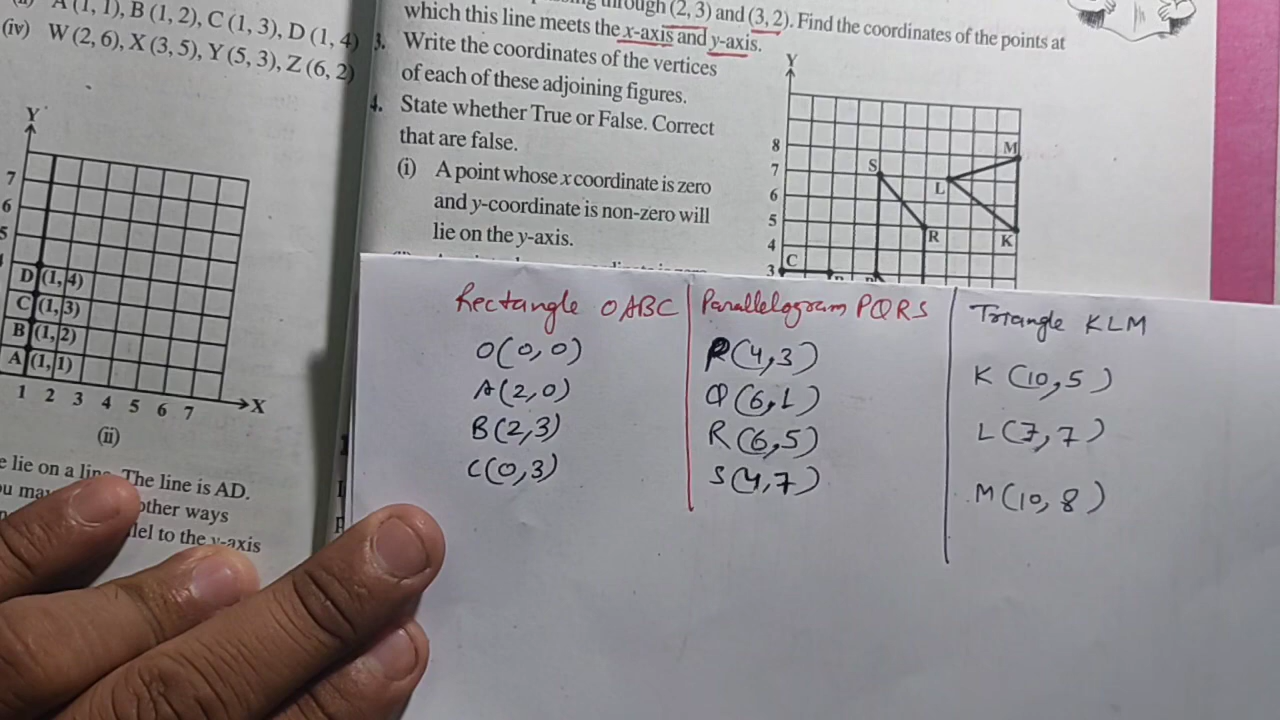 A (1, 1), B (1, 2), C (1, 3), D (1, 4)
(iv) W (2, 6), X (3, 5), Y (5, 3), Z (6, 2)
Y
7
6
5
D (1,4)
C (1,3)
B (1,2)
A (1,1)
1 2 3 4 5 6 7 X
(ii)
e lie on a line. The line is AD.
other ways
to the y-axis
through (2, 3) and (3, 2). Find the coordinates of the points at
which this line meets the x-axis and y-axis.
3. Write the coordinates of the vertices
of each of these adjoining figures.
4. State whether True or False. Correct
that are false.
(i) A point whose x coordinate is zero
and y-coordinate is non-zero will
lie on the y-axis.
Y
8
7
6
5
4
3
S
M
L
R
K
C
Rectangle OABC
O(0,0)
A(2,0)
B(2,3)
C(0,3)
Parallelogram PQRS
P(4,3)
Q(6,1)
R(6,5)
S(4,7)
Triangle KLM
K (10,5)
L(7,7)
M(10,8)